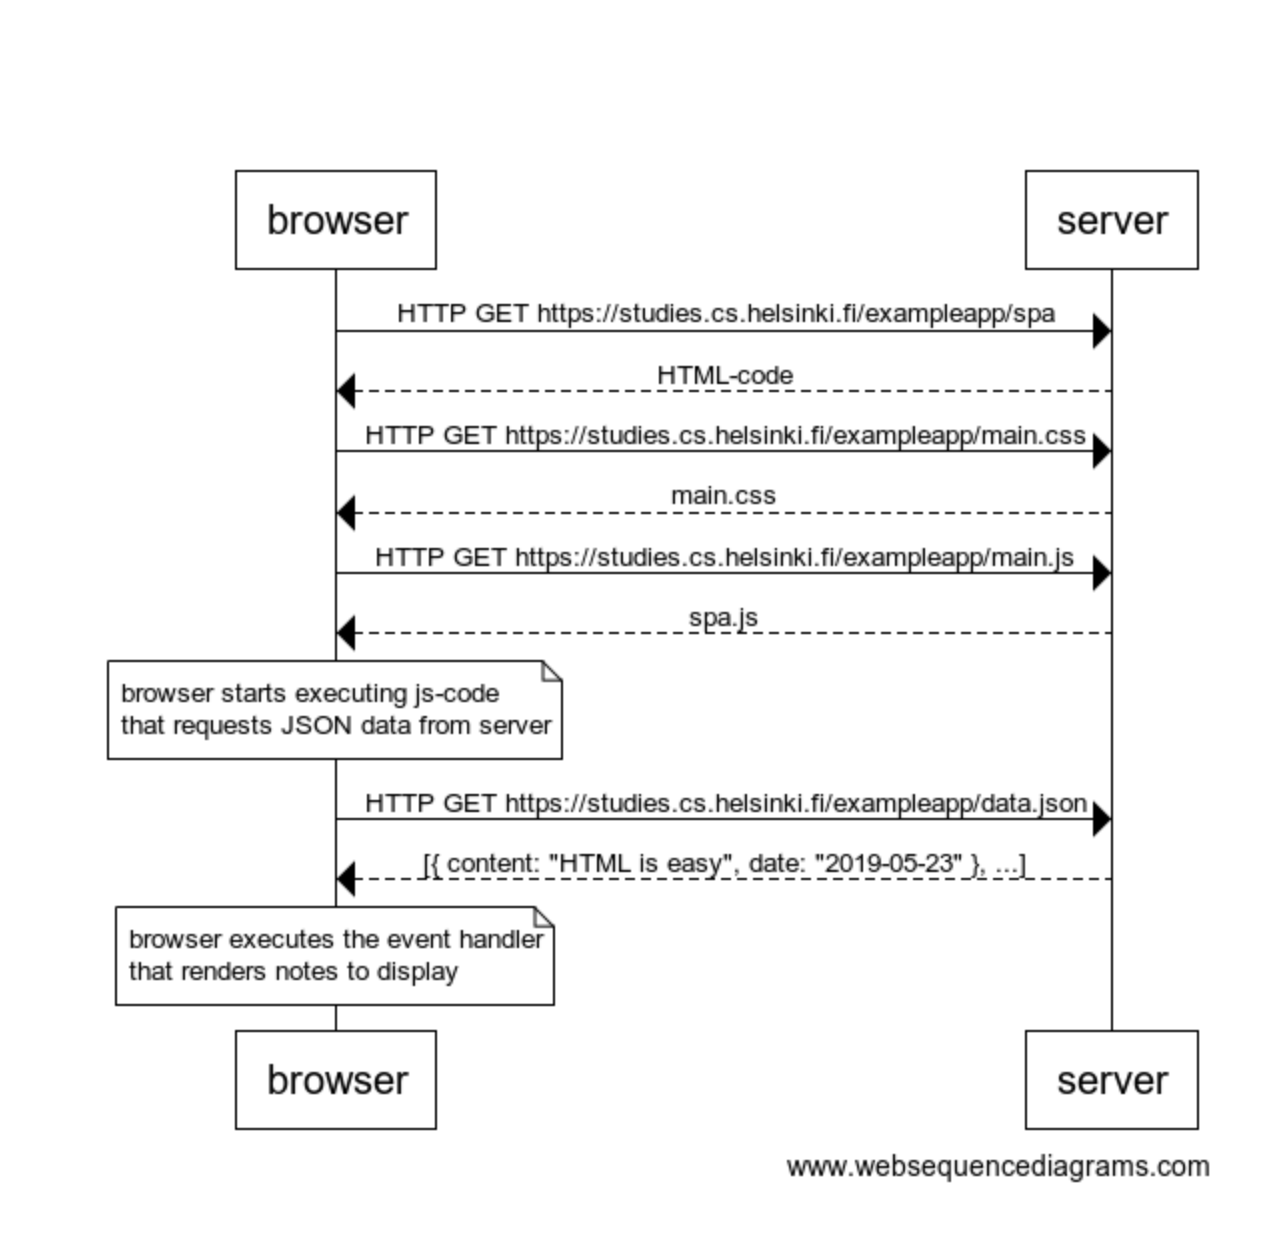 browser
server
HTTP GET https://studies.cs.helsinki.fi/exampleapp/spa
HTML-code
HTTP GET https://studies.cs.helsinki.fi/exampleapp/main.css
main.css
HTTP GET https://studies.cs.helsinki.fi/exampleapp/main.js
spa.js
browser starts executing js-code
that requests JSON data from server
HTTP GET https://studies.cs.helsinki.fi/exampleapp/data.json
[{ content: "HTML is easy", date: "2019-05-23" }, ...]
browser executes the event handler
that renders notes to display
browser
server
www.websequencediagrams.com